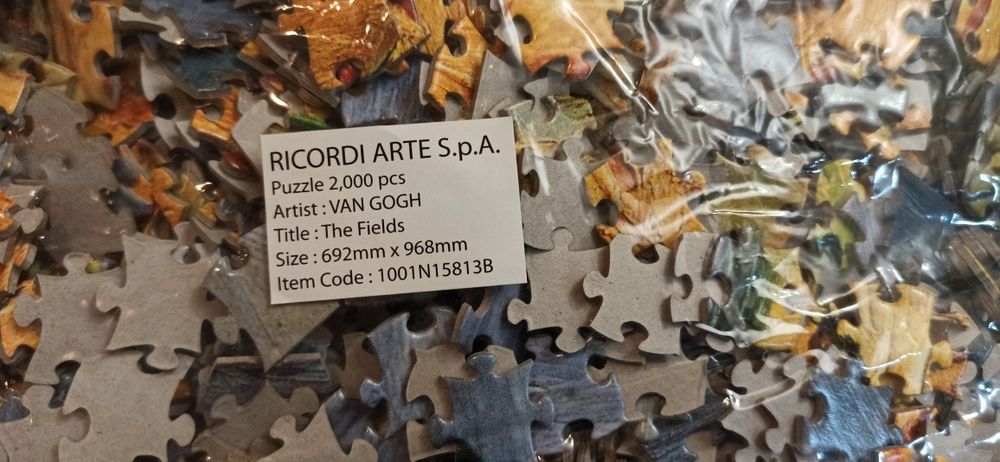 RICORDI ARTE S.p.A.
Puzzle 2,000 pcs
Artist : VAN GOGH
Title : The Fields
Size : 692mm x 968mm
Item Code : 1001N15813B